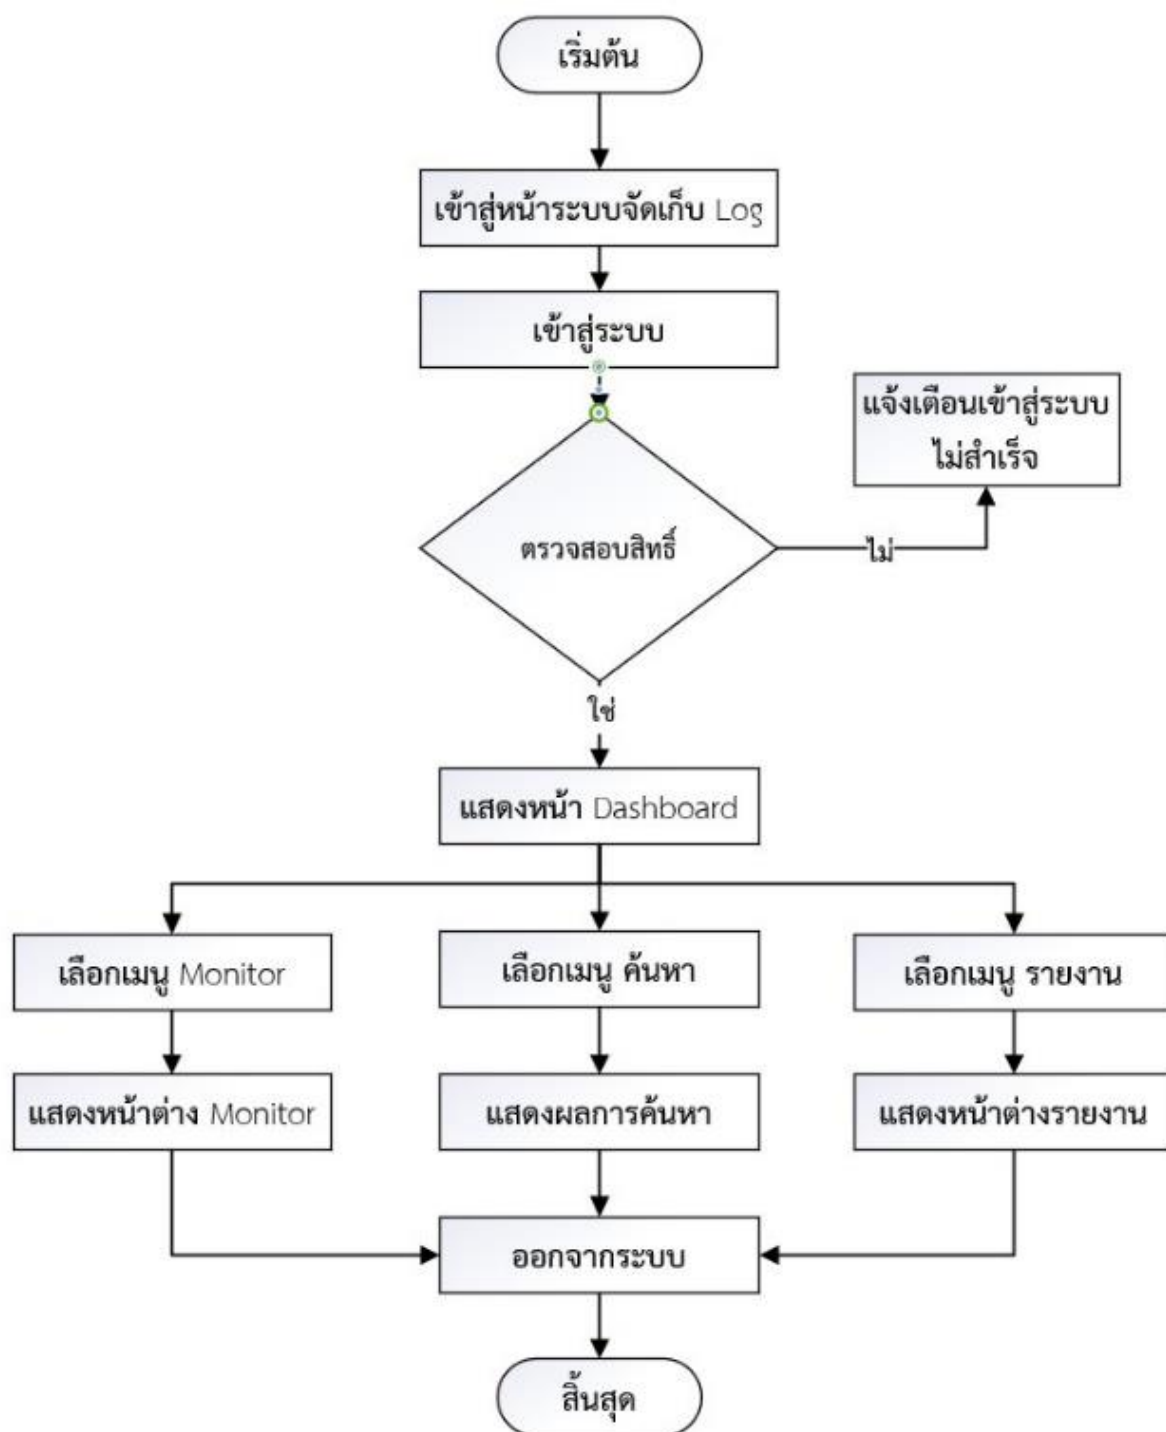 เริ่มต้น
เข้าสู่หน้าระบบจัดเก็บ Log
เข้าสู่ระบบ
แจ้งเตือนเข้าสู่ระบบ
ไม่สำเร็จ
ตรวจสอบสิทธิ์
ไม่
ใช่
แสดงหน้า Dashboard
เลือกเมนู Monitor
เลือกเมนู ค้นหา
เลือกเมนู รายงาน
แสดงหน้าต่าง Monitor
แสดงผลการค้นหา
แสดงหน้าต่างรายงาน
ออกจากระบบ
สิ้นสุด